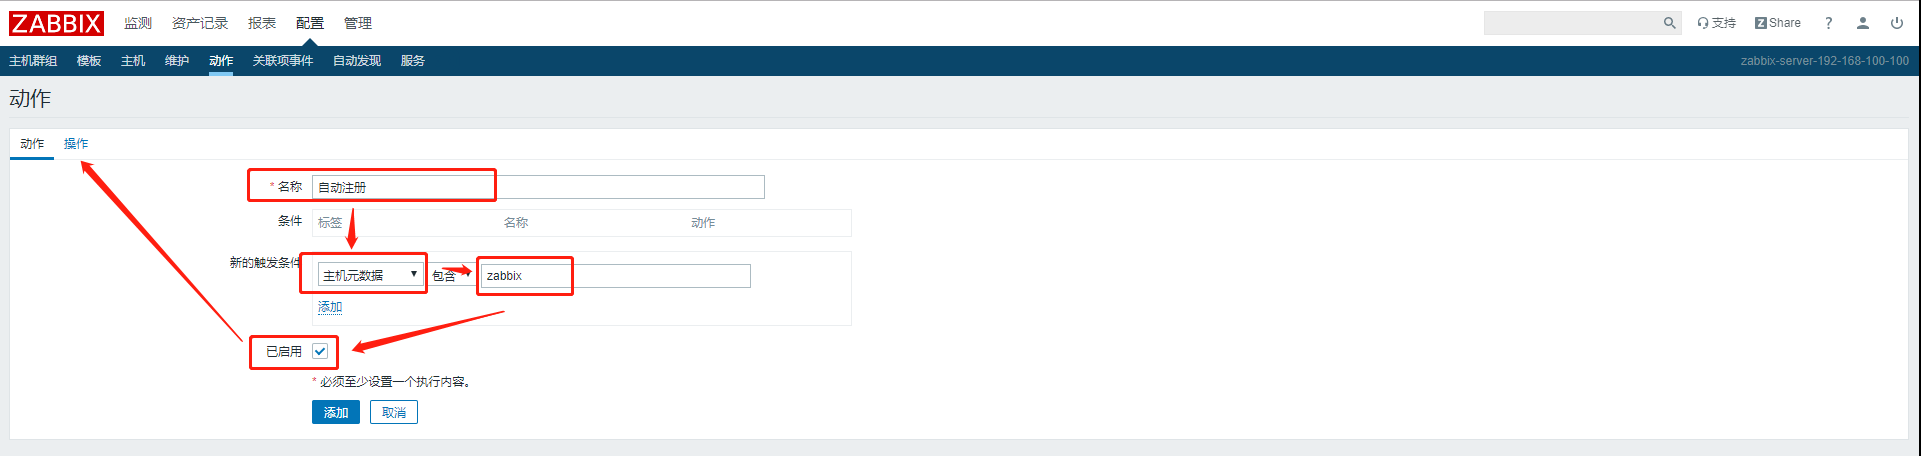 ZABBIX 监测 资产记录 报表 配置 管理 支持 Z Share ?
主机群组 模板 主机 维护 动作 关联项事件 自动发现 服务 zabbix-server-192-168-100-100
动作
动作 操作
* 名称 自动注册
条件 标签 名称 动作
新的触发条件 主机元数据 包含 zabbix
添加
已启用
* 必须至少设置一个执行内容。
添加 取消